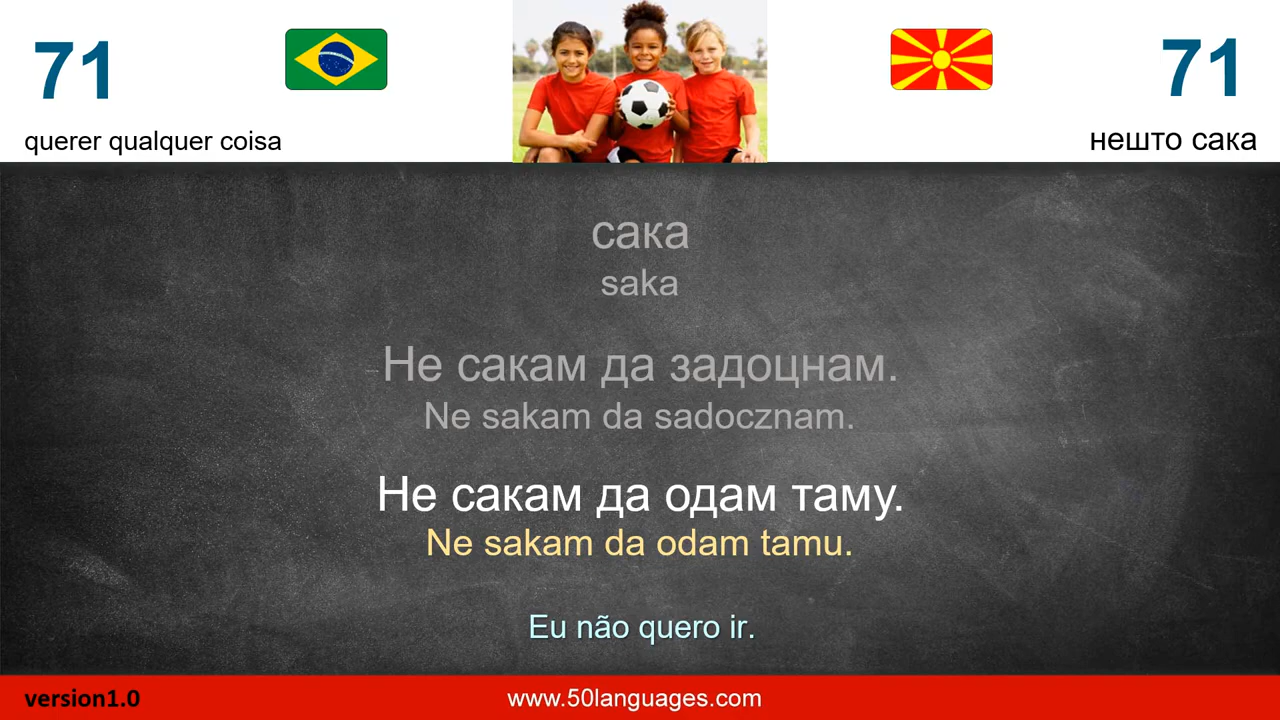 71
71
querer qualquer coisa
нешто сака
сака
saka
Не сакам да задоцнам.
Ne sakam da sadocznam.
Не сакам да одам таму.
Ne sakam da odam tamu.
Eu não quero ir.
version1.0
www.50languages.com